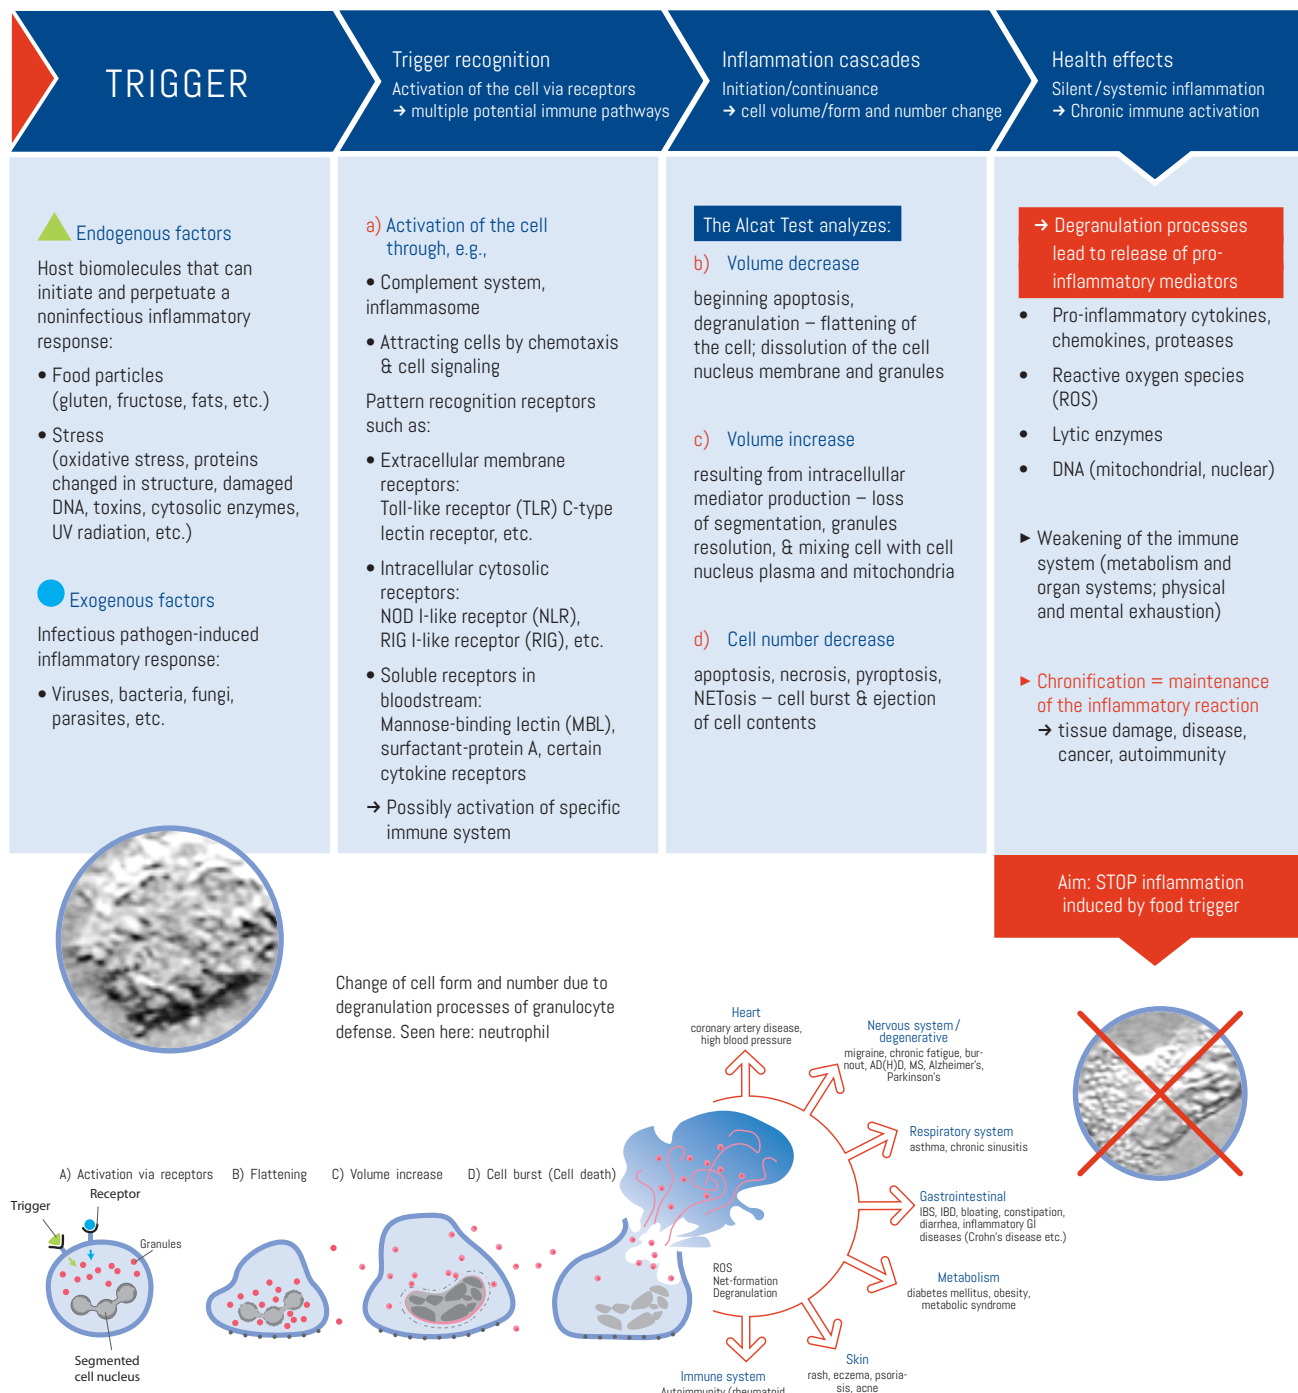 TRIGGER
Trigger recognition
Activation of the cell via receptors
→ multiple potential immune pathways
Inflammation cascades
Initiation/continuance
→ cell volume/form and number change
Health effects
Silent/systemic inflammation
→ Chronic immune activation
Endogenous factors
Host biomolecules that can
initiate and perpetuate a
noninfectious inflammatory
response:
• Food particles
(gluten, fructose, fats, etc.)
• Stress
(oxidative stress, proteins
changed in structure, damaged
DNA, toxins, cytosolic enzymes,
UV radiation, etc.)
Exogenous factors
Infectious pathogen-induced
inflammatory response:
• Viruses, bacteria, fungi,
parasites, etc.
a) Activation of the cell
through, e.g.,
• Complement system,
inflammasome
• Attracting cells by chemotaxis
& cell signaling
Pattern recognition receptors
such as:
• Extracellular membrane
receptors:
Toll-like receptor (TLR) C-type
lectin receptor, etc.
• Intracellular cytosolic
receptors:
NOD I-like receptor (NLR),
RIG I-like receptor (RIG), etc.
• Soluble receptors in
bloodstream:
Mannose-binding lectin (MBL),
surfactant-protein A, certain
cytokine receptors
→ Possibly activation of specific
immune system
The Alcat Test analyzes:
b) Volume decrease
beginning apoptosis,
degranulation – flattening of
the cell; dissolution of the cell
nucleus membrane and granules
c) Volume increase
resulting from intracellullar
mediator production – loss
of segmentation, granules
resolution, & mixing cell with cell
nucleus plasma and mitochondria
d) Cell number decrease
apoptosis, necrosis, pyroptosis,
NETosis – cell burst & ejection
of cell contents
→ Degranulation processes
lead to release of pro-
inflammatory mediators
• Pro-inflammatory cytokines,
chemokines, proteases
• Reactive oxygen species
(ROS)
• Lytic enzymes
• DNA (mitochondrial, nuclear)
► Weakening of the immune
system (metabolism and
organ systems; physical
and mental exhaustion)
► Chronification = maintenance
of the inflammatory reaction
→ tissue damage, disease,
cancer, autoimmunity
Aim: STOP inflammation
induced by food trigger
Change of cell form and number due to
degranulation processes of granulocyte
defense. Seen here: neutrophil
A) Activation via receptors
B) Flattening
C) Volume increase
D) Cell burst (Cell death)
Trigger
Receptor
Granules
Segmented
cell nucleus
ROS
Net-formation
Degranulation
Heart
coronary artery disease,
high blood pressure
Nervous system/
degenerative
migraine, chronic fatigue, bur-
nout, AD(H)D, MS, Alzheimer's,
Parkinson's
Respiratory system
asthma, chronic sinusitis
Gastrointestinal
IBS, IBD, bloating, constipation,
diarrhea, inflammatory GI
diseases (Crohn's disease etc.)
Metabolism
diabetes mellitus, obesity,
metabolic syndrome
Skin
rash, eczema, psoria-
sis, acne
Immune system
Autoimmunity (rheumatoid